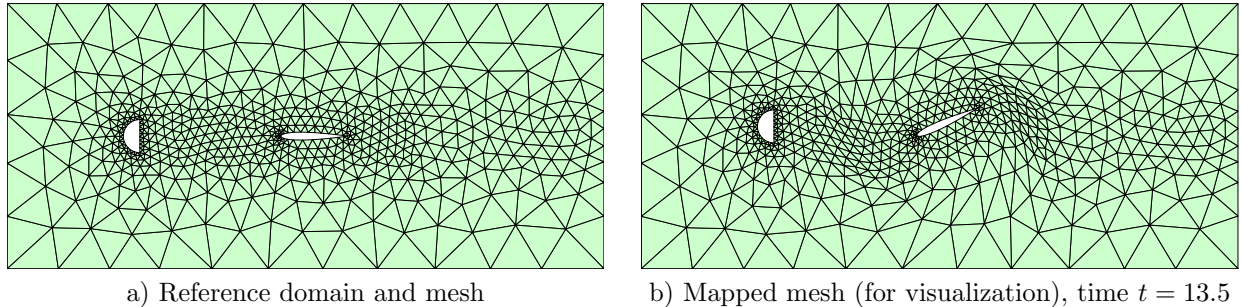 a) Reference domain and mesh
b) Mapped mesh (for visualization), time t = 13.5